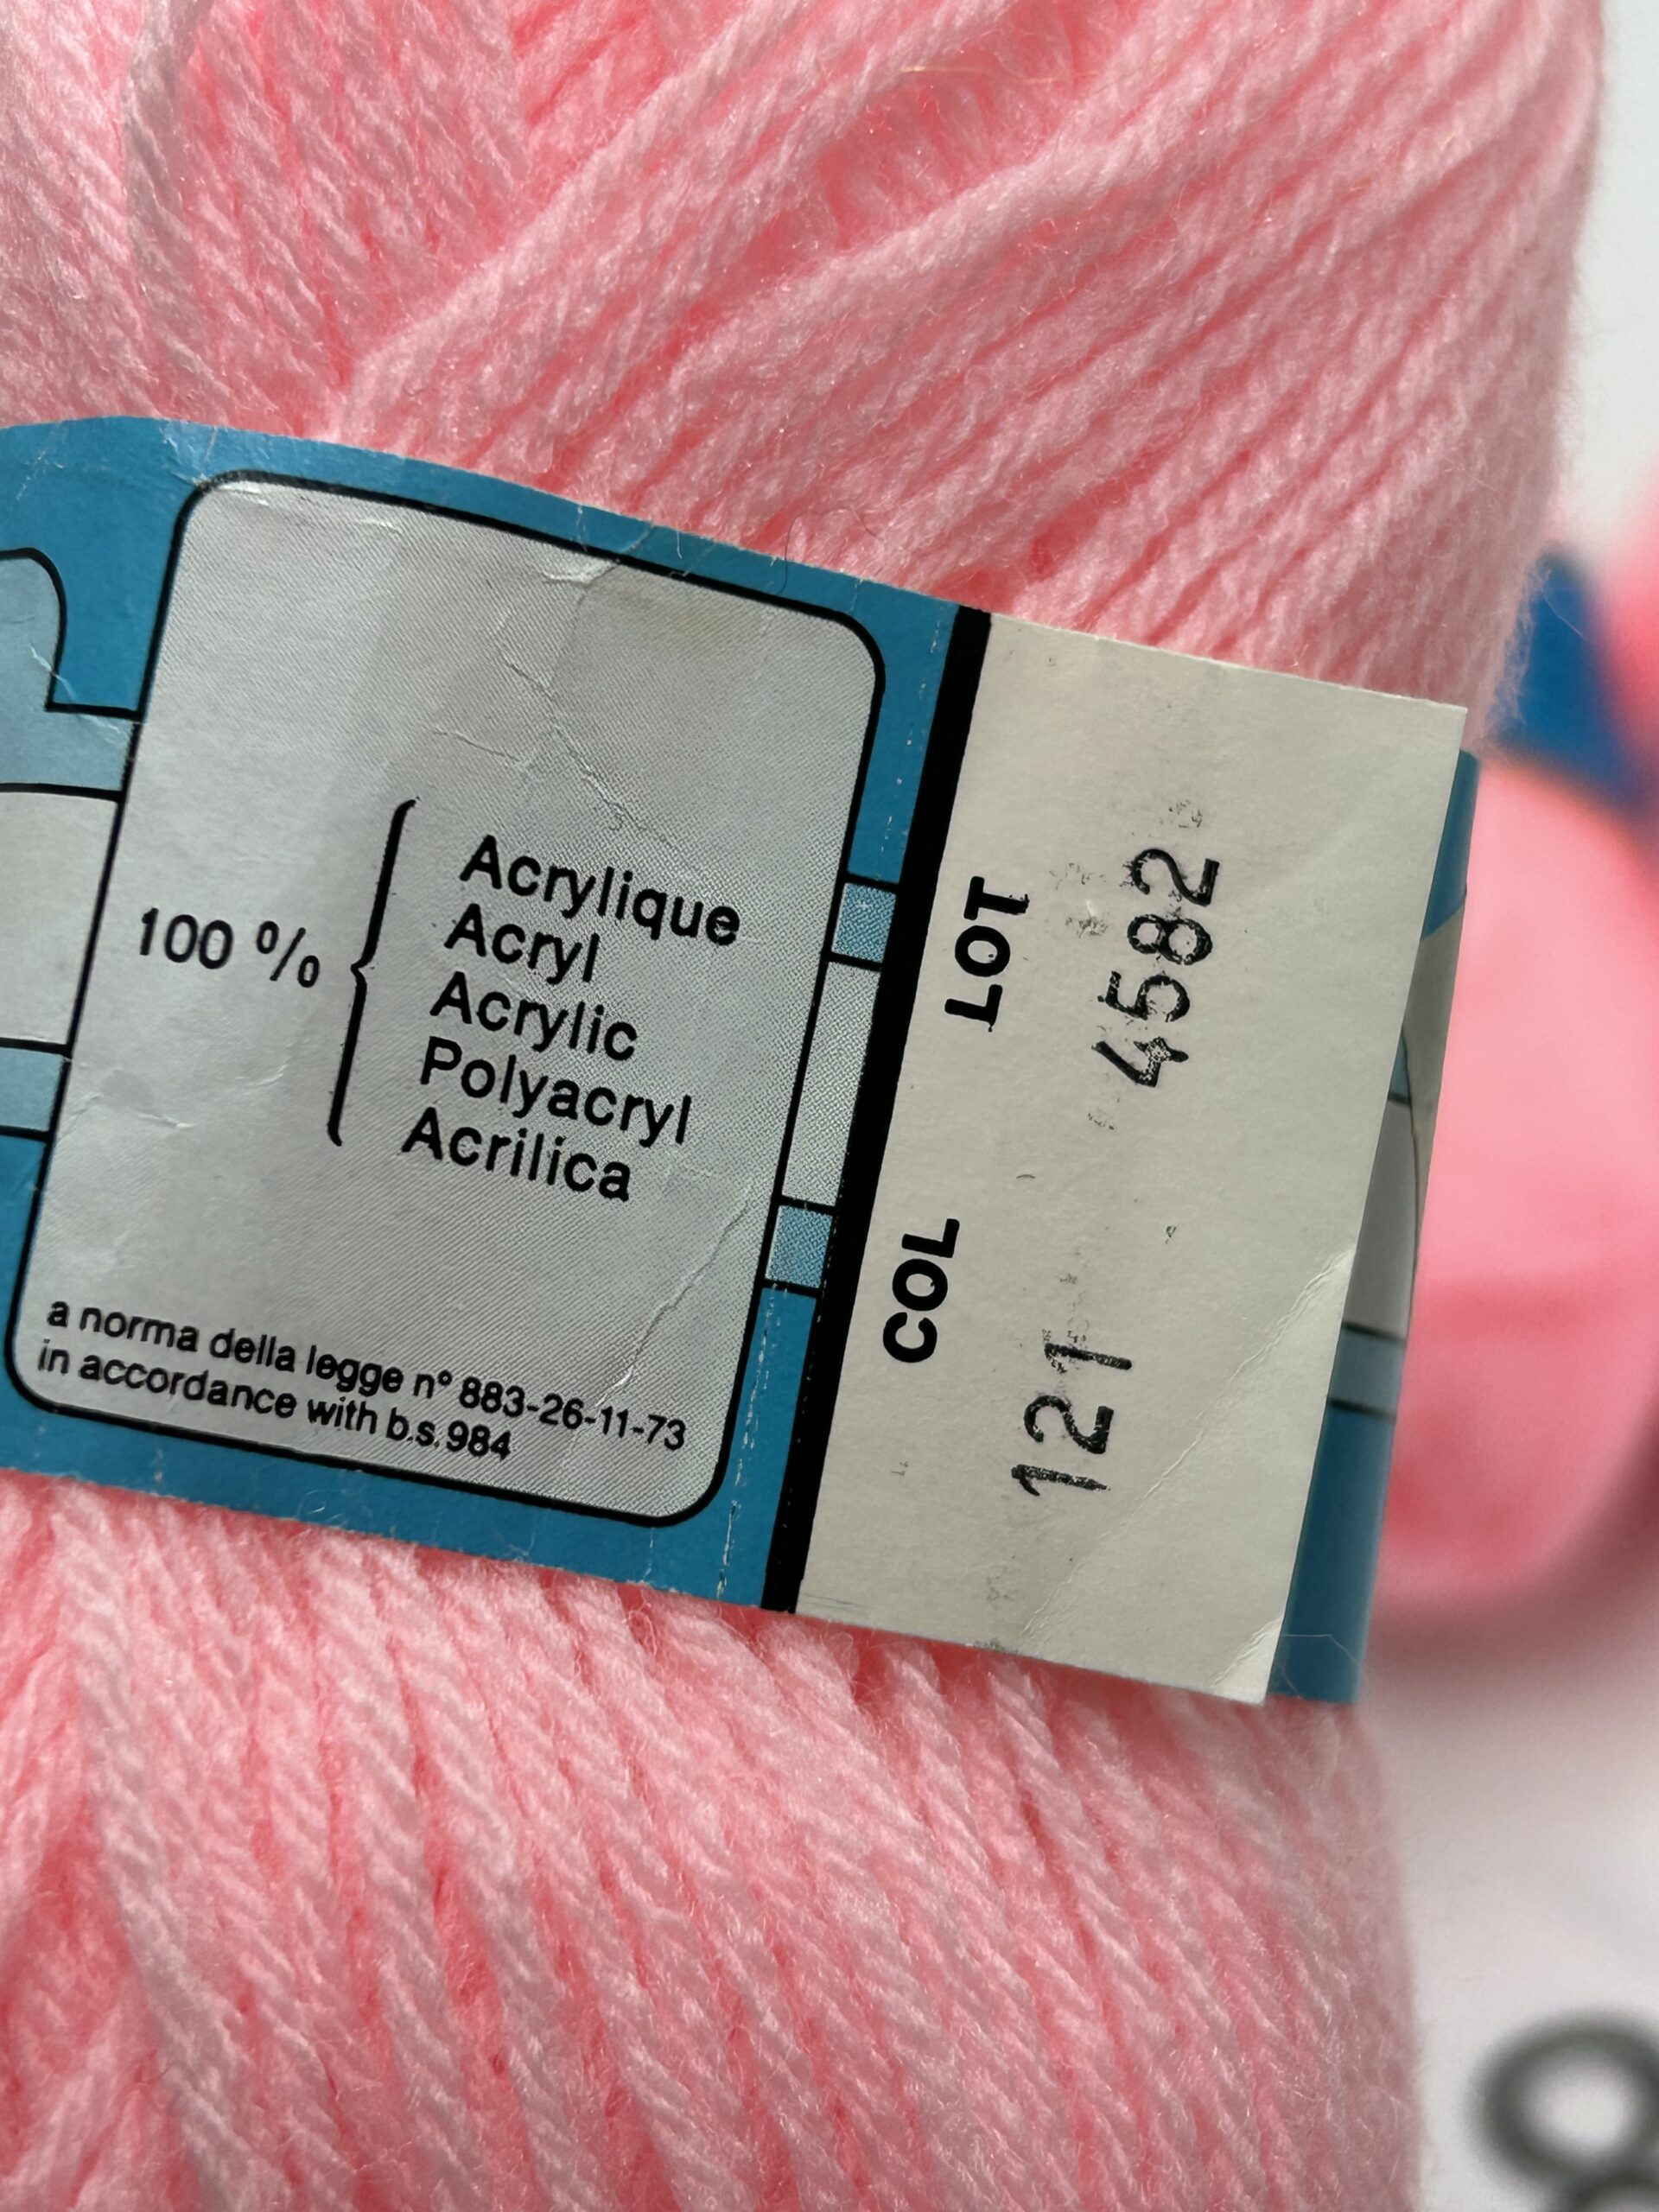 100 %
Acrylique
Acryl
Acrylic
Polyacryl
Acrilica
a norma della legge n° 883-26-11-73
in accordance with b.s. 984
COL LOT
121 4582
8